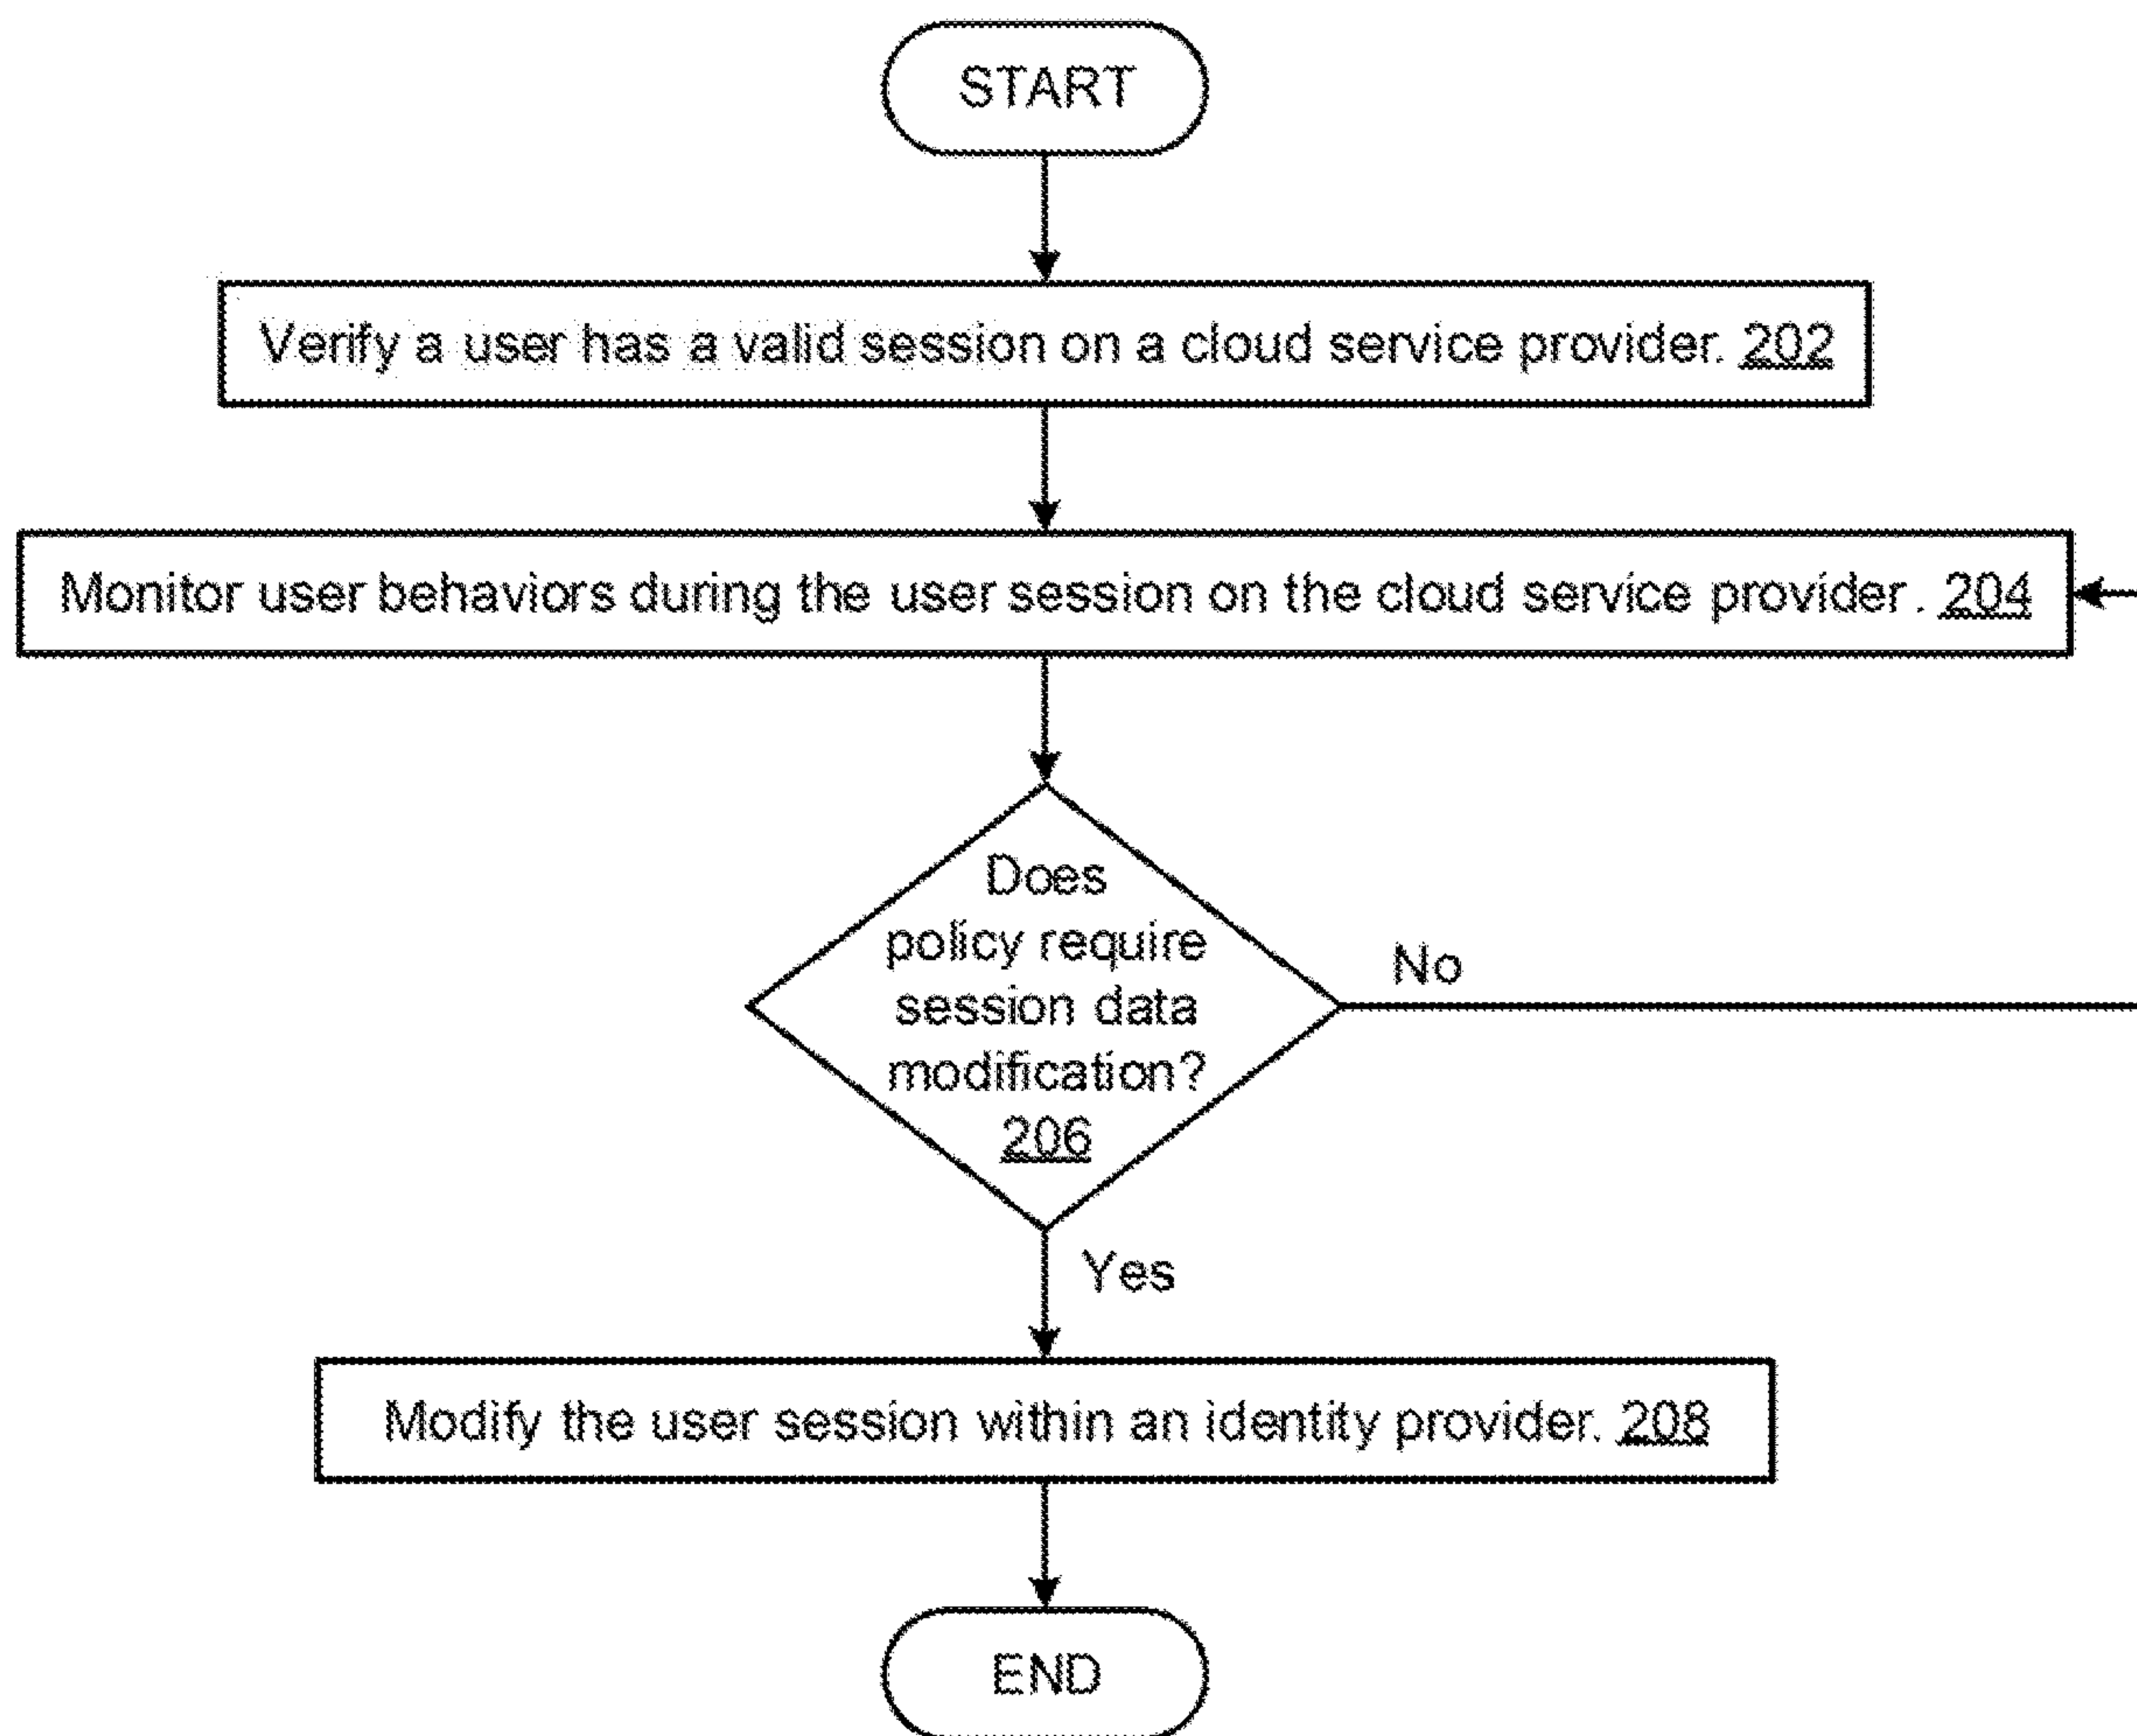 START
Verify a user has a valid session on a cloud service provider. 202
Monitor user behaviors during the user session on the cloud service provider. 204
Does
policy require
session data
modification?
206
No
Yes
Modify the user session within an identity provider. 208
END